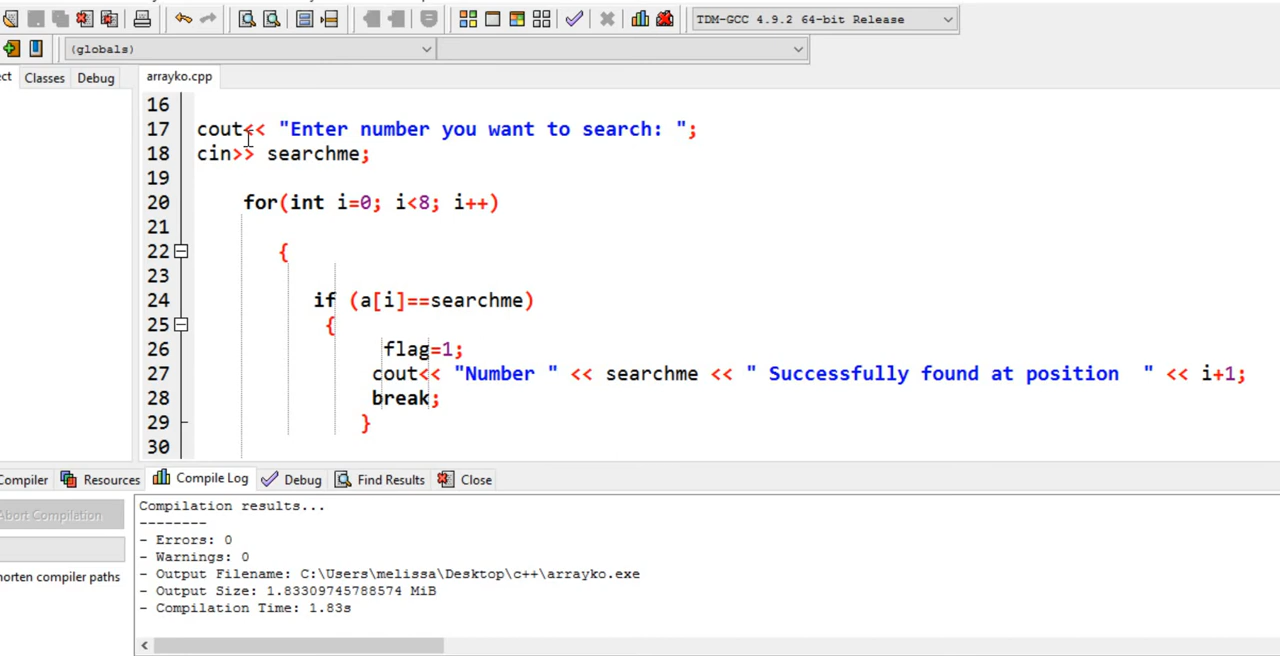 TDM-GCC 4.9.2 64-bit Release
(globals)
ct Classes Debug arrayko.cpp
16
17 cout<< "Enter number you want to search: ";
18 cin>> searchme;
19
20 for(int i=0; i<8; i++)
21
22 {
23
24 if (a[i]==searchme)
25 {
26 flag=1;
27 cout<< "Number " << searchme << " Successfully found at position  " << i+1;
28 break;
29 }
30
Compiler Resources Compile Log Debug Find Results Close
Abort Compilation
horten compiler paths
Compilation results...
--------
- Errors: 0
- Warnings: 0
- Output Filename: C:\Users\melissa\Desktop\c++\arrayko.exe
- Output Size: 1.83309745788574 MiB
- Compilation Time: 1.83s